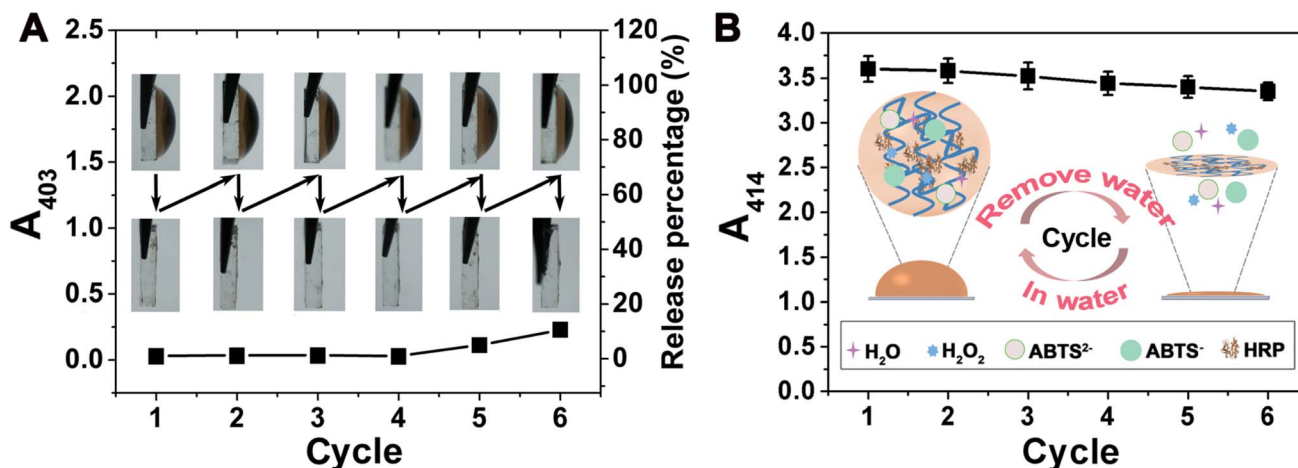 A
2.5
2.0
1.5
1.0
0.5
0.0
A403
120
100
80
60
40
20
0
Release percentage (%)
1 2 3 4 5 6
Cycle
B
4.0
3.5
3.0
2.5
2.0
1.5
1.0
0.5
0.0
A414
Remove water
Cycle
In water
H2O H2O2 ABTS2- ABTS- HRP
1 2 3 4 5 6
Cycle